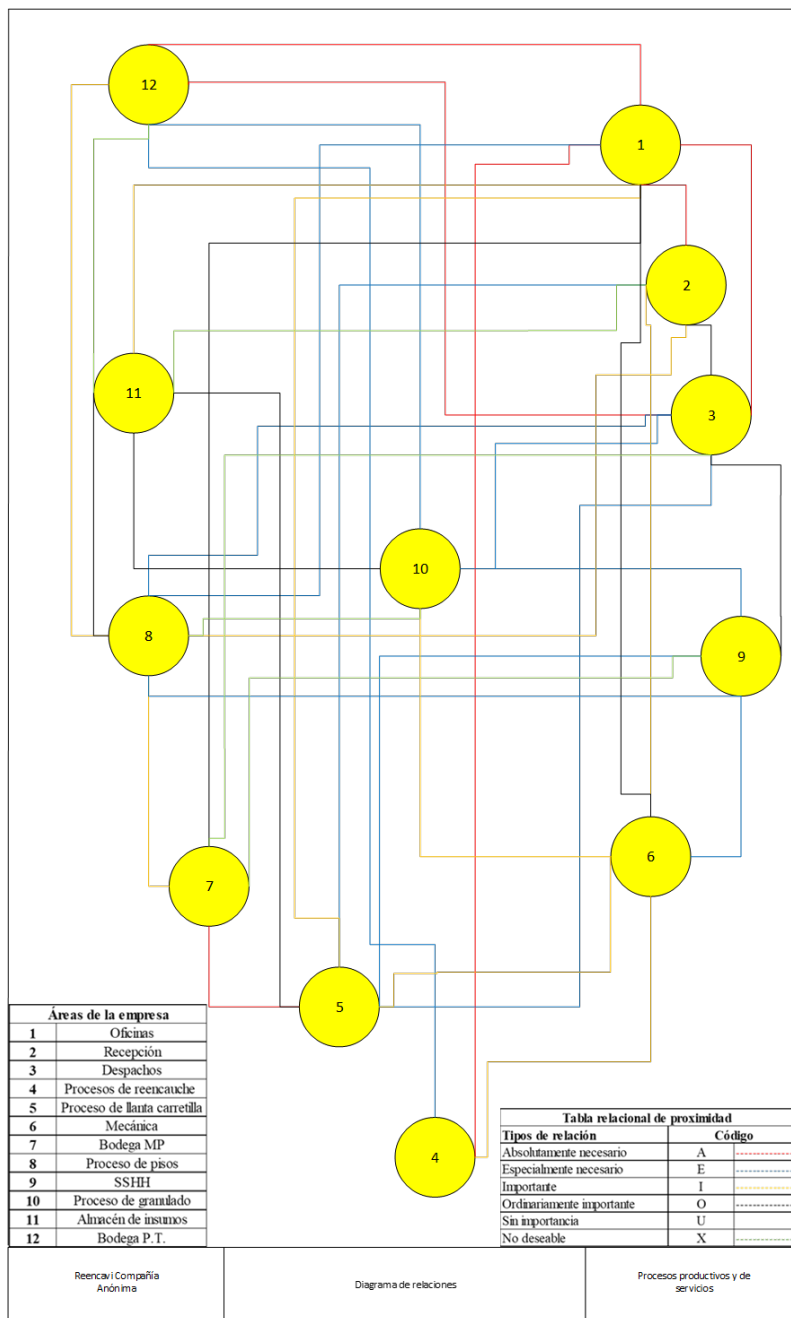 12
1
2
11
3
10
8
9
6
7
5
4
Áreas de la empresa
1 Oficinas
2 Recepción
3 Despachos
4 Procesos de reencauche
5 Proceso de llanta carretilla
6 Mecánica
7 Bodega MP
8 Proceso de pisos
9 SSHH
10 Proceso de granulado
11 Almacén de insumos
12 Bodega P.T.
Tabla relacional de proximidad
Tipos de relación Código
Absolutamente necesario A
Especialmente necesario E
Importante I
Ordinariamente importante O
Sin importancia U
No deseable X
Reencavi Compañía
Anónima
Diagrama de relaciones
Procesos productivos y de
servicios